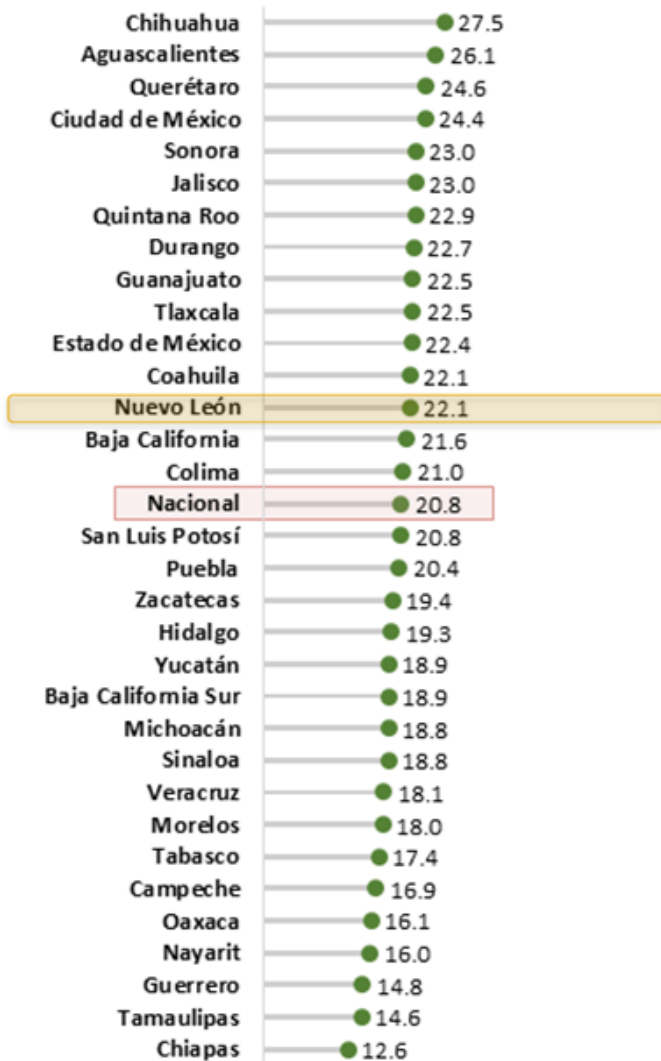 Chihuahua 27.5
Aguascalientes 26.1
Querétaro 24.6
Ciudad de México 24.4
Sonora 23.0
Jalisco 23.0
Quintana Roo 22.9
Durango 22.7
Guanajuato 22.5
Tlaxcala 22.5
Estado de México 22.4
Coahuila 22.1
Nuevo León 22.1
Baja California 21.6
Colima 21.0
Nacional 20.8
San Luis Potosí 20.8
Puebla 20.4
Zacatecas 19.4
Hidalgo 19.3
Yucatán 18.9
Baja California Sur 18.9
Michoacán 18.8
Sinaloa 18.8
Veracruz 18.1
Morelos 18.0
Tabasco 17.4
Campeche 16.9
Oaxaca 16.1
Nayarit 16.0
Guerrero 14.8
Tamaulipas 14.6
Chiapas 12.6